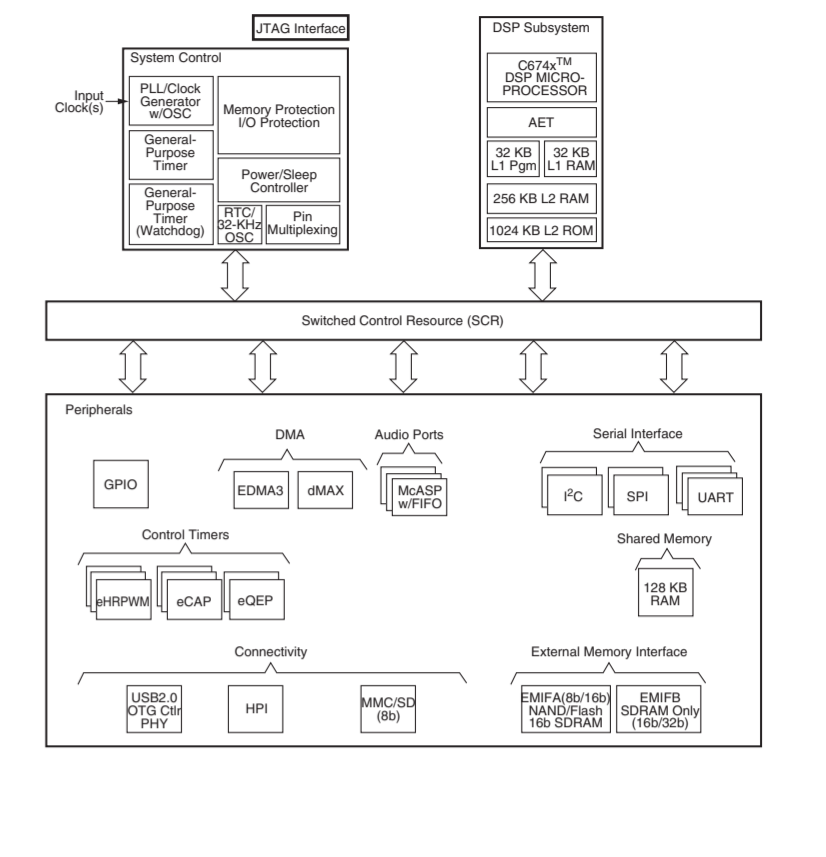 JTAG Interface
System Control
Input
Clock(s)
PLL/Clock
Generator
w/OSC
General-
Purpose
Timer
General-
Purpose
Timer
(Watchdog)
Memory Protection
I/O Protection
Power/Sleep
Controller
RTC/
32-KHz
OSC
Pin
Multiplexing
DSP Subsystem
C674x™
DSP MICRO-
PROCESSOR
AET
32 KB
L1 Pgm
32 KB
L1 RAM
256 KB L2 RAM
1024 KB L2 ROM
Switched Control Resource (SCR)
Peripherals
GPIO
DMA
EDMA3
dMAX
Audio Ports
McASP
w/FIFO
Serial Interface
I²C
SPI
UART
Control Timers
eHRPWM
eCAP
eQEP
Shared Memory
128 KB
RAM
Connectivity
USB2.0
OTG Ctlr
PHY
HPI
MMC/SD
(8b)
External Memory Interface
EMIFA(8b/16b)
NAND/Flash
16b SDRAM
EMIFB
SDRAM Only
(16b/32b)